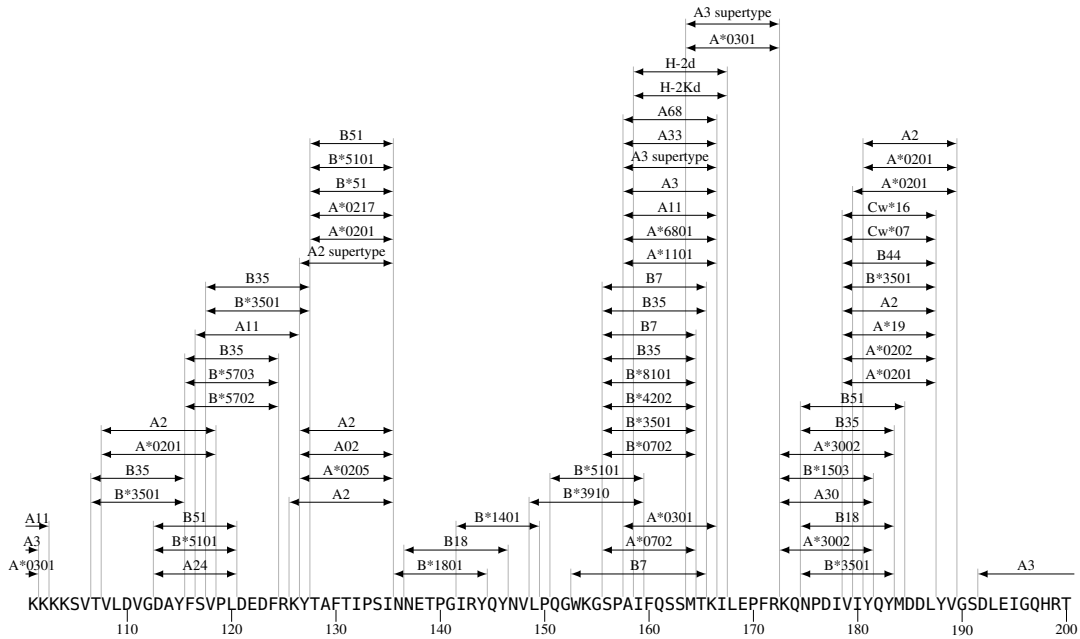 A3 supertype
A*0301
H-2d
H-2Kd
A68
B51 A33 A2
B*5101 A3 supertype A*0201
B*51 A3 A*0201
A*0217 A11 Cw*16
A*0201 A*6801 Cw*07
A2 supertype A*1101 B44
B35 B7 B*3501
B*3501 B35 A2
A11 B7 A*19
B35 B35 A*0202
B*5703 B*8101 A*0201
B*5702 B*4202 B51
A2 A2 B*3501 B35
A*0201 A02 B*0702 A*3002
B35 A*0205 B*5101 B*1503
B*3501 A2 B*3910 A30
A11 B51 B*1401 A*0301 B18
A3 B*5101 B18 A*0702 A*3002
A*0301 A24 B*1801 B7 B*3501 A3
KKKKSVTVLDVGDAYFSVPLDEDFRKYTAFTIPSINNETPGIRYQYNVLPQGWKGSPAIFQSSMTKILEPFRKQNPDIVIYQYMDDLYVGSDLEIGQHRT
110 120 130 140 150 160 170 180 190 200